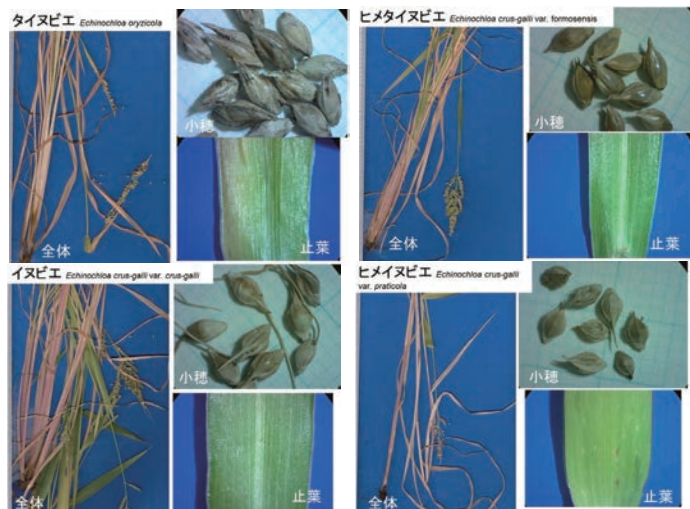 タイヌビエ Echinochloa oryzicola
小穂
全体
止葉
ヒメタイヌビエ Echinochloa crus-galli var. formosensis
小穂
全体
止葉
イヌビエ Echinochloa crus-galli var. crus-galli
小穂
全体
止葉
ヒメイヌビエ Echinochloa crus-galli
var. praticola
小穂
全体
止葉